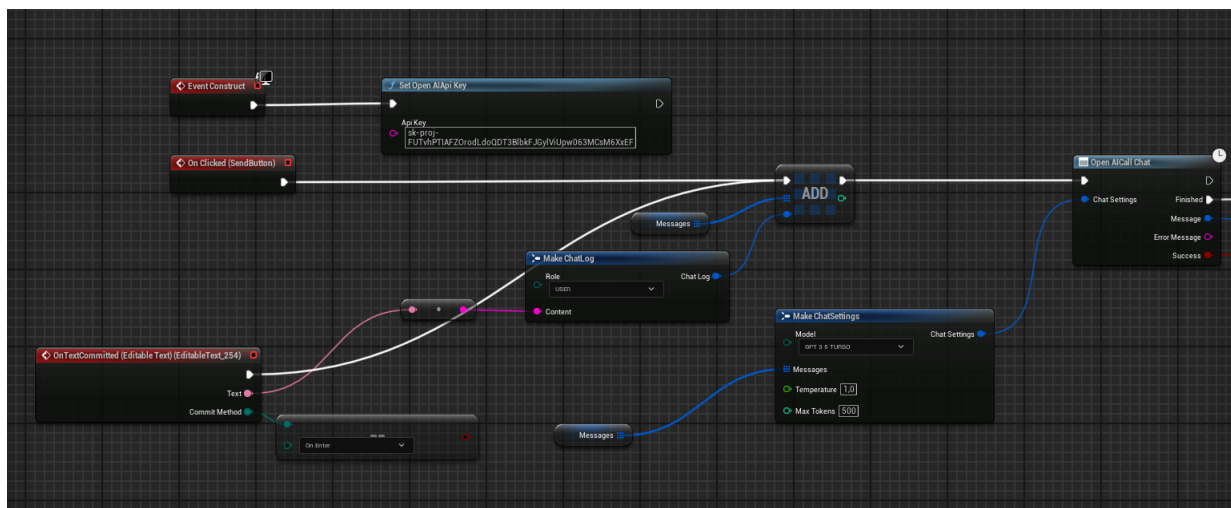 Event Construct
Set Open AIApi Key
Api Key
sk-proj-
On Clicked (SendButton)
ADD
Open AICall Chat
Chat Settings
Finished
Message
Error Message
Success
Messages
Make ChatLog
Role
USER
Chat Log
Content
Make ChatSettings
Model
GPT 3 5 TURBO
Chat Settings
Messages
Temperature 1,0
Max Tokens 500
OnTextCommitted (Editable Text) (EditableText_254)
Text
Commit Method
==
On Enter
Messages